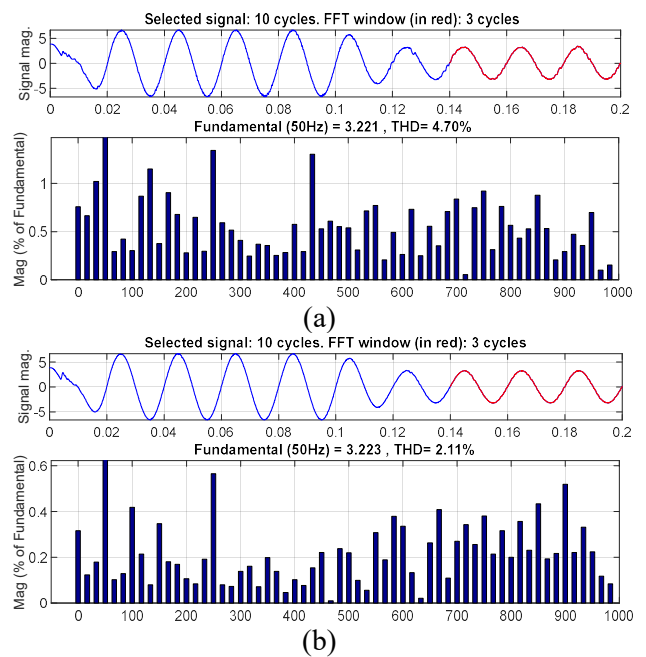 Selected signal: 10 cycles. FFT window (in red): 3 cycles
Signal mag.
5
0
-5
0 0.02 0.04 0.06 0.08 0.1 0.12 0.14 0.16 0.18 0.2
Fundamental (50Hz) = 3.221 , THD= 4.70%
Mag (% of Fundamental)
1
0.5
0
0 100 200 300 400 500 600 700 800 900 1000
(a)
Selected signal: 10 cycles. FFT window (in red): 3 cycles
Signal mag.
5
0
-5
0 0.02 0.04 0.06 0.08 0.1 0.12 0.14 0.16 0.18 0.2
Fundamental (50Hz) = 3.223 , THD= 2.11%
Mag (% of Fundamental)
0.6
0.4
0.2
0
0 100 200 300 400 500 600 700 800 900 1000
(b)